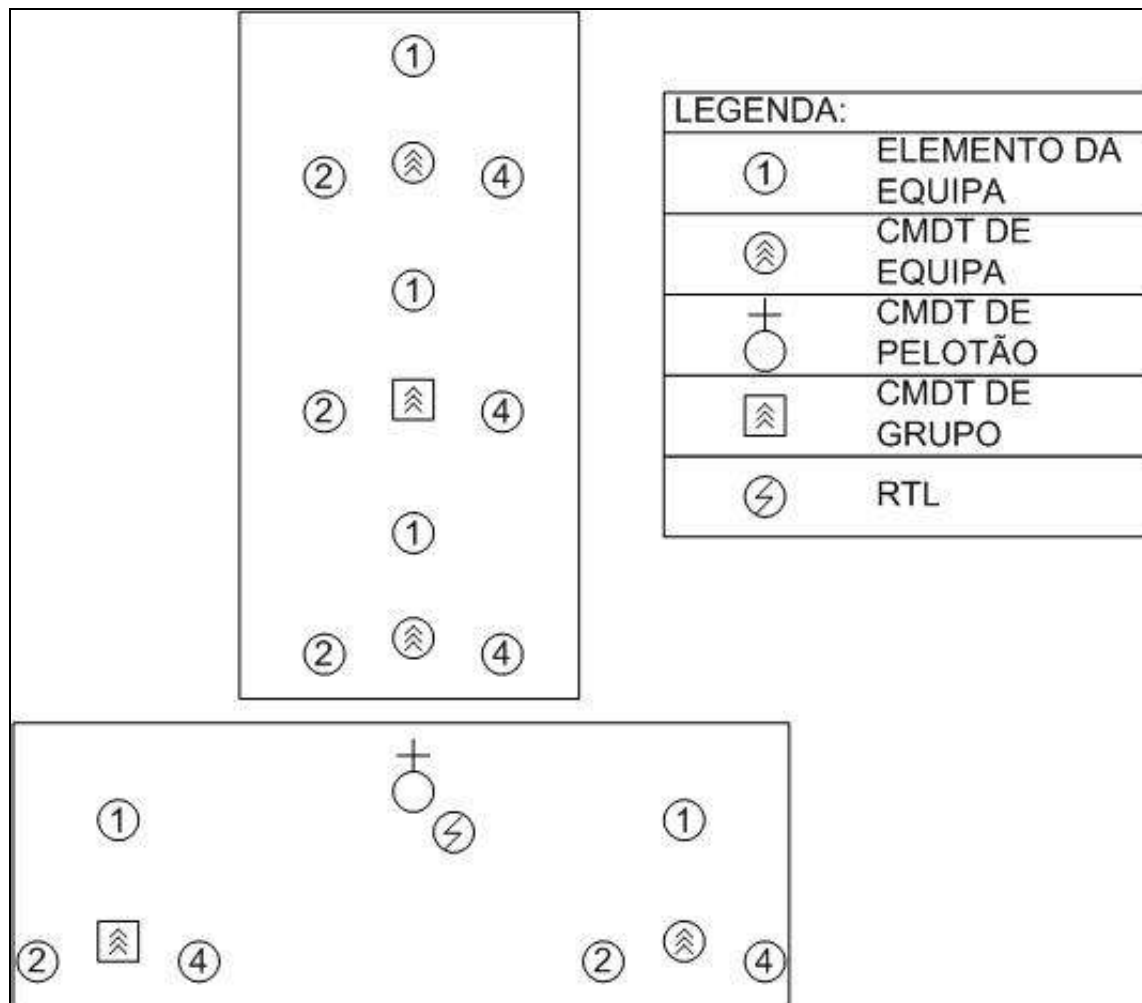 1
2 4
1
2 4
1
2 4
LEGENDA:
1 ELEMENTO DA
EQUIPA
CMDT DE
EQUIPA
CMDT DE
PELOTÃO
CMDT DE
GRUPO
RTL
1 1
2 4 2 4